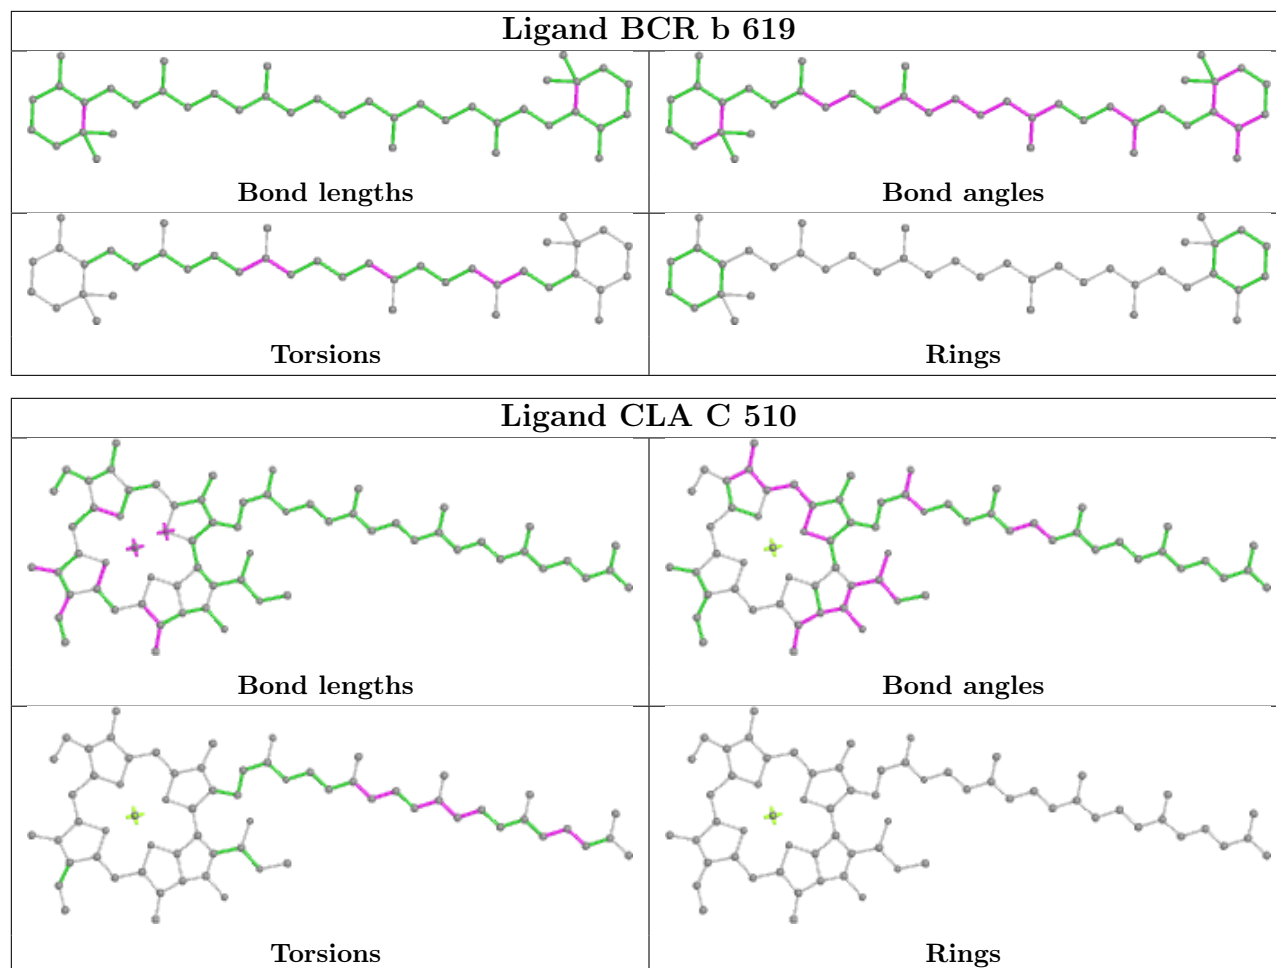 Ligand BCR b 619
Bond lengths
Bond angles
Torsions
Rings
Ligand CLA C 510
Bond lengths
Bond angles
Torsions
Rings